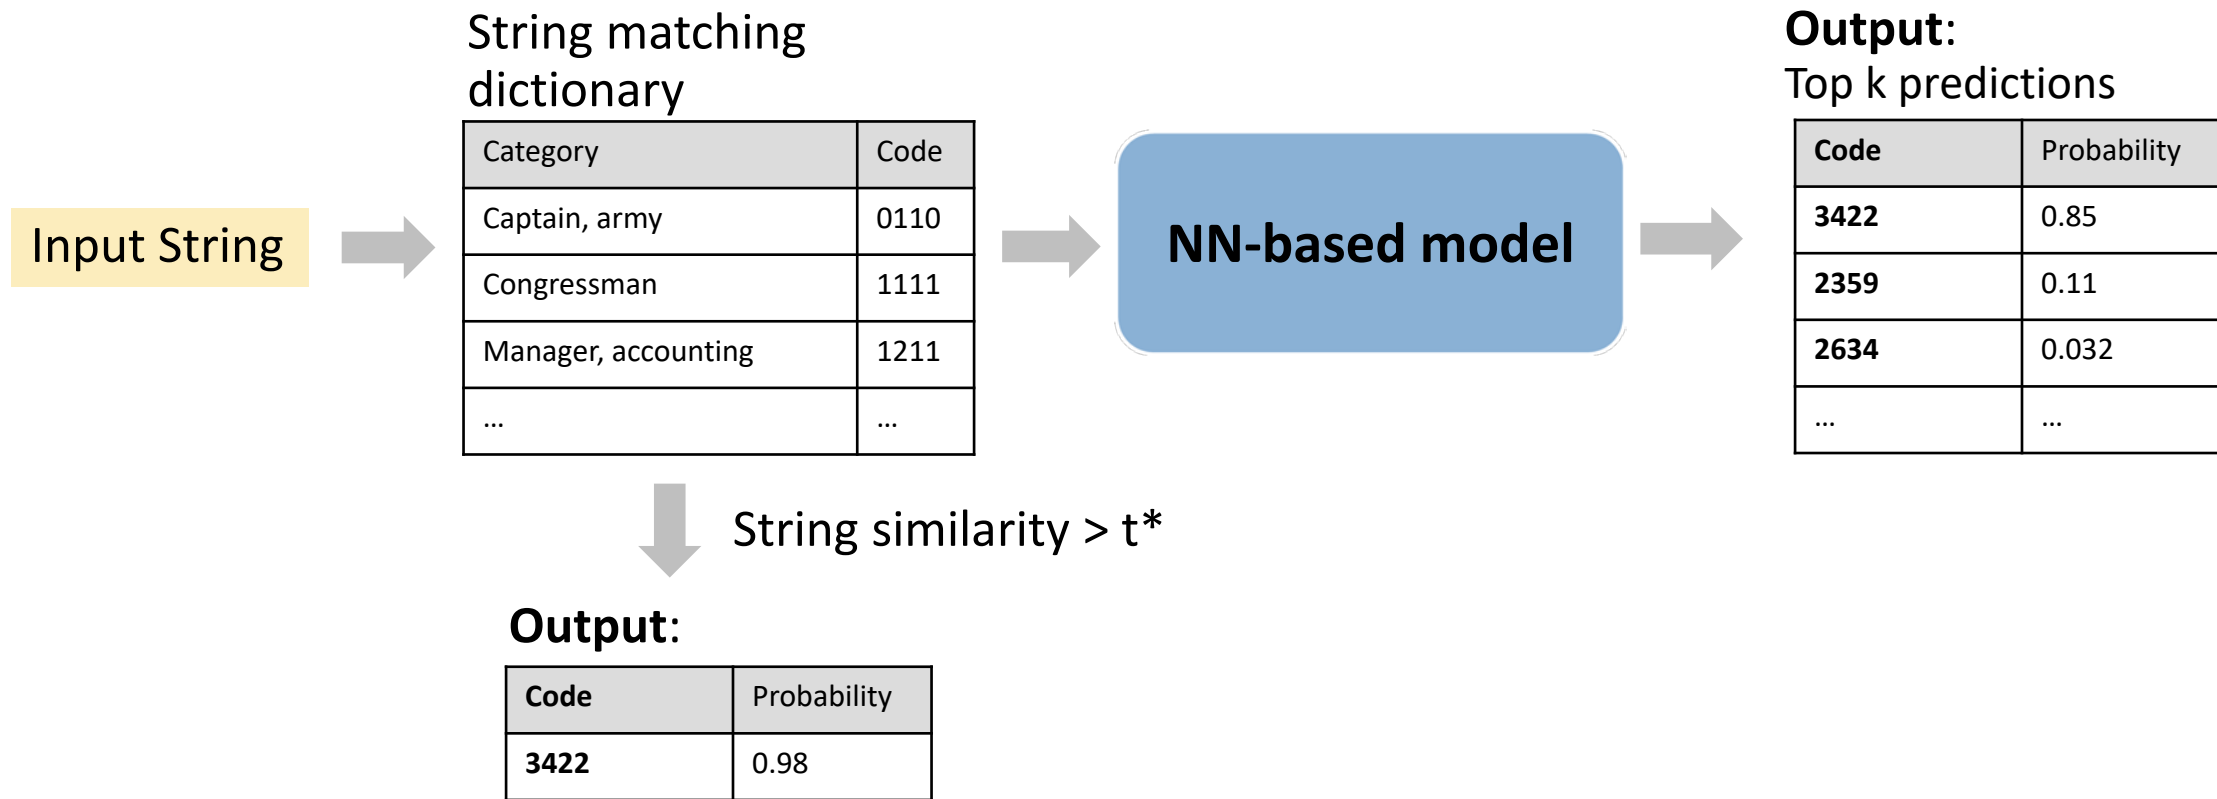 Input String
String matching
dictionary
Category Code
Captain, army 0110
Congressman 1111
Manager, accounting 1211
... ...
String similarity > t*
Output:
Code Probability
3422 0.98
NN-based model
Output:
Top k predictions
Code Probability
3422 0.85
2359 0.11
2634 0.032
... ...